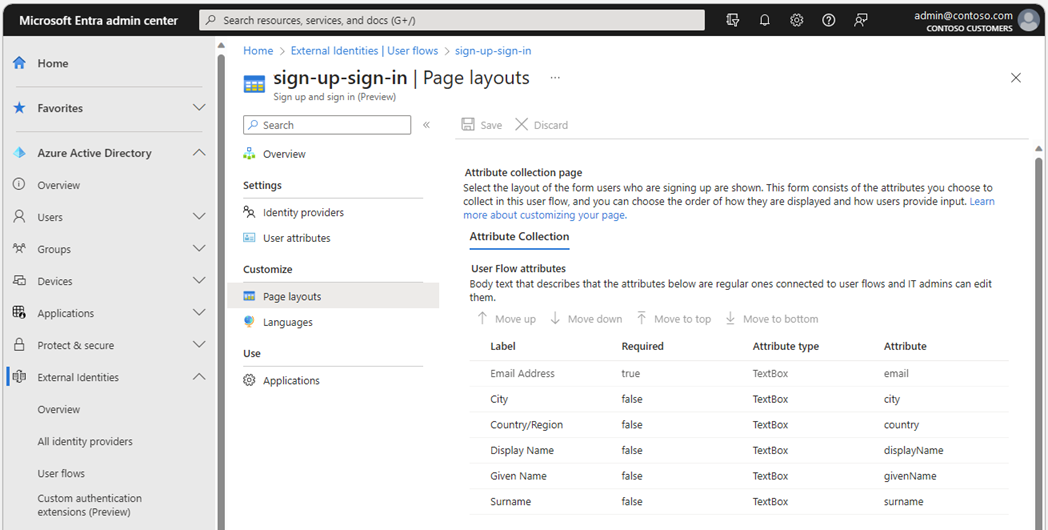 Microsoft Entra admin center
Search resources, services, and docs (G+/)
admin@contoso.com
CONTOSO CUSTOMERS
Home
Favorites
Azure Active Directory
Overview
Users
Groups
Devices
Applications
Protect & secure
External Identities
Overview
All identity providers
User flows
Custom authentication
extensions (Preview)
Home > External Identities | User flows > sign-up-sign-in
sign-up-sign-in | Page layouts ...
Sign up and sign in (Preview)
Search
«
Overview
Settings
Identity providers
User attributes
Customize
Page layouts
Languages
Use
Applications
Save Discard
Attribute collection page
Select the layout of the form users who are signing up are shown. This form consists of the attributes you choose to
collect in this user flow, and you can choose the order of how they are displayed and how users provide input. Learn
more about customizing your page.
Attribute Collection
User Flow attributes
Body text that describes that the attributes below are regular ones connected to user flows and IT admins can edit
them.
Move up Move down Move to top Move to bottom
Label Required Attribute type Attribute
Email Address true TextBox email
City false TextBox city
Country/Region false TextBox country
Display Name false TextBox displayName
Given Name false TextBox givenName
Surname false TextBox surname